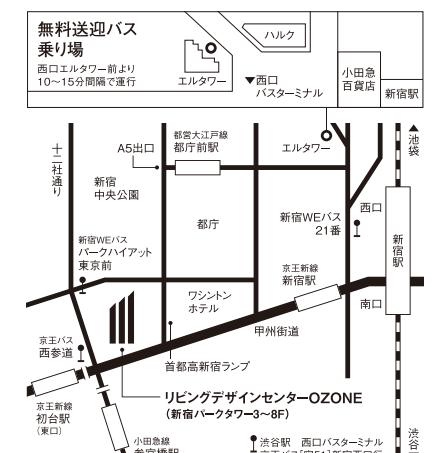 無料送迎バス
乗り場
西口エルタワー前より
10〜15分間隔で運行
エルタワー
ハルク
▼西口
バスターミナル
小田急
百貨店
新宿駅
十二社通り
A5出口
都営大江戸線
都庁前駅
エルタワー
▲池袋
新宿
中央公園
都庁
新宿WEバス
21番
西口
新宿駅
新宿WEバス
パークハイアット
東京前
ワシントン
ホテル
京王新線
新宿駅
南口
甲州街道
京王バス
西参道
首都高新宿ランプ
リビングデザインセンターOZONE
(新宿パークタワー3〜8F)
京王新線
初台駅
(東口)
小田急線
渋谷駅 西口バスターミナル
渋谷